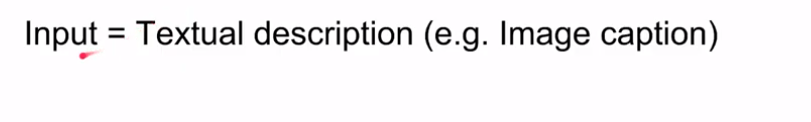 Input = Textual description (e.g. Image caption)